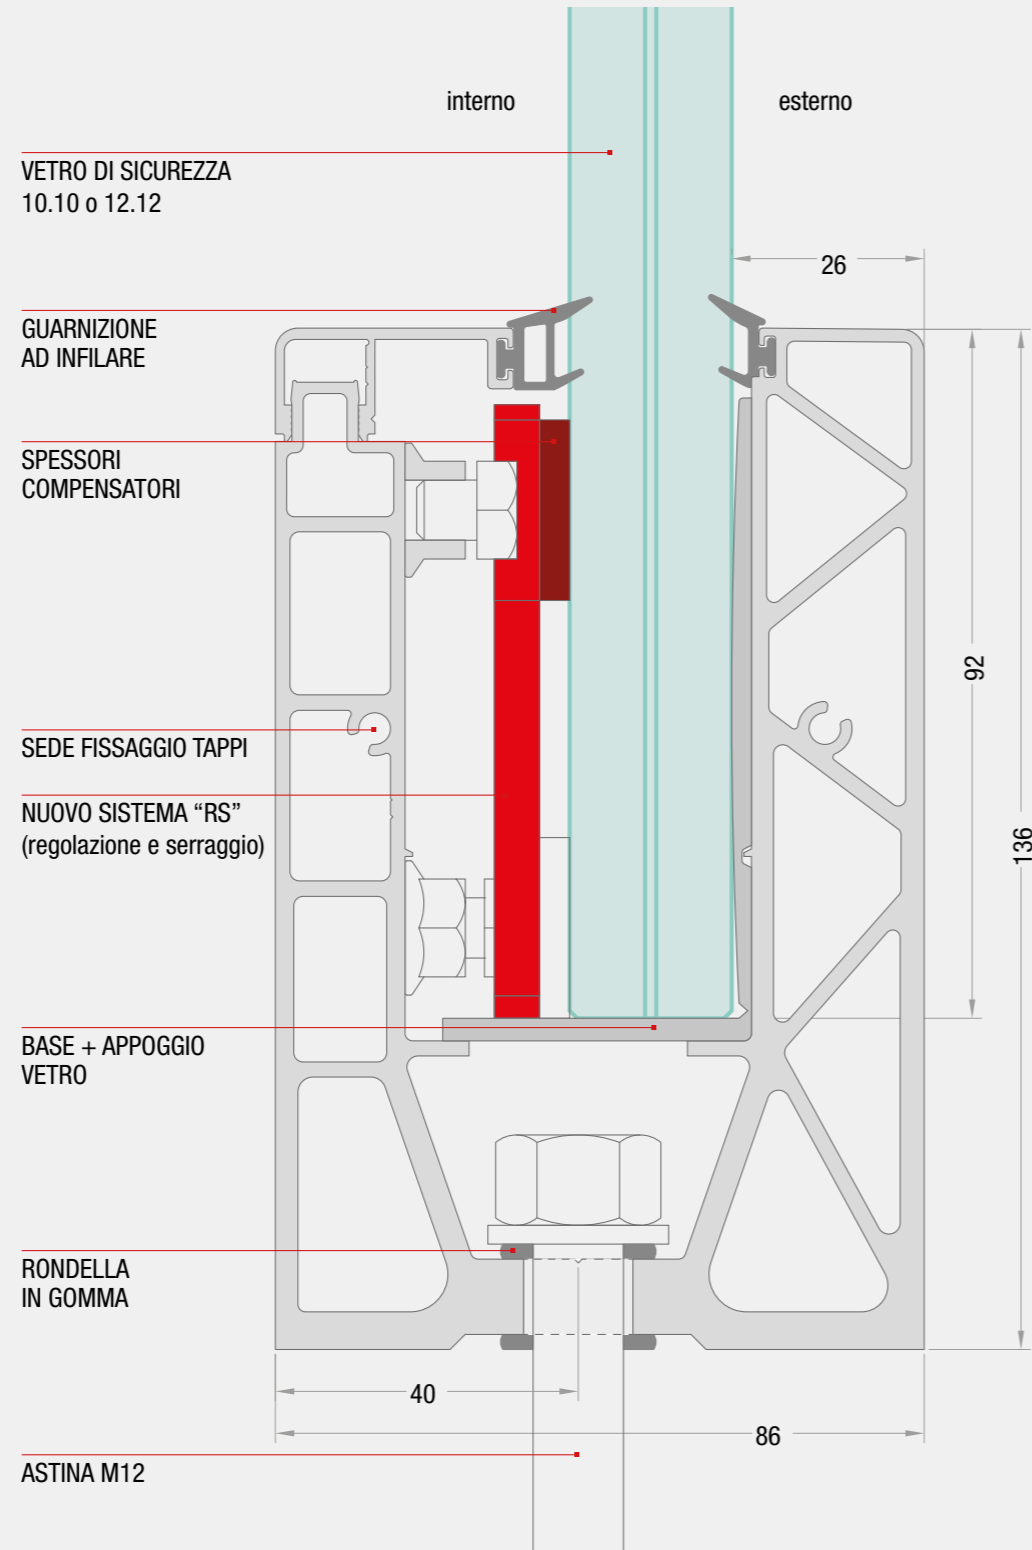 interno
esterno
VETRO DI SICUREZZA
10.10 o 12.12
26
GUARNIZIONE
AD INFILARE
SPESSORI
COMPENSATORI
92
SEDE FISSAGGIO TAPPI
NUOVO SISTEMA “RS”
(regolazione e serraggio)
136
BASE + APPOGGIO
VETRO
RONDELLA
IN GOMMA
40
86
ASTINA M12